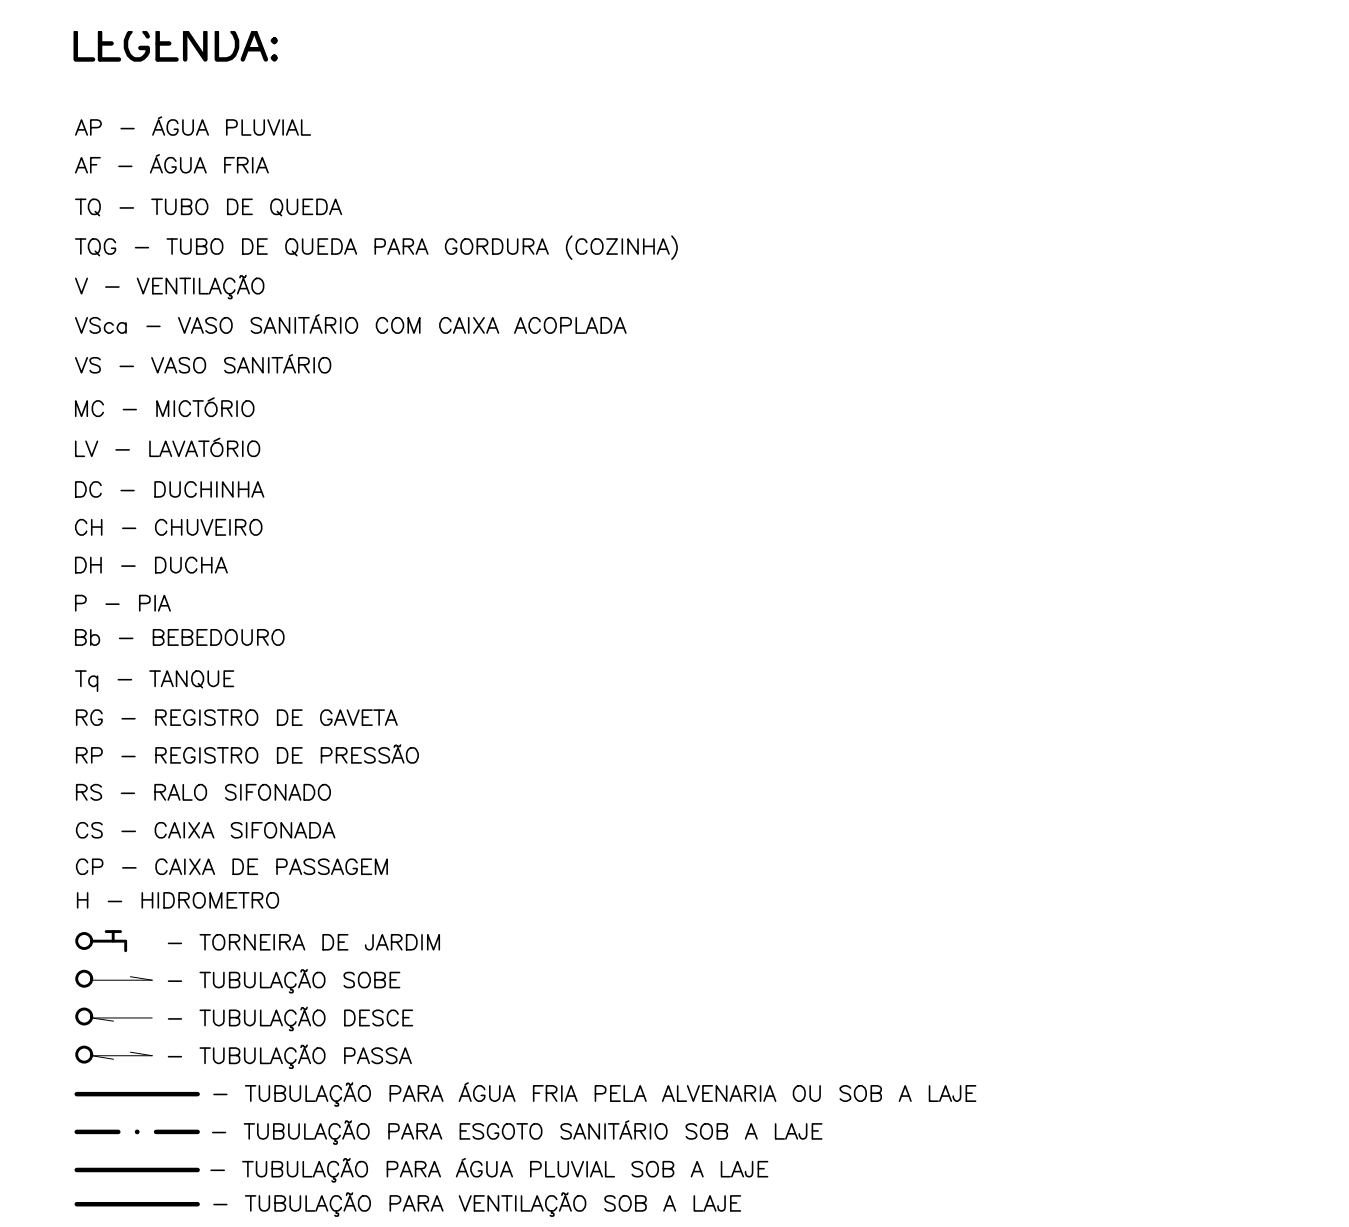 LEGENDA:
AP – ÁGUA PLUVIAL
AF – ÁGUA FRIA
TQ – TUBO DE QUEDA
TQG – TUBO DE QUEDA PARA GORDURA (COZINHA)
V – VENTILAÇÃO
VSca – VASO SANITÁRIO COM CAIXA ACOPLADA
VS – VASO SANITÁRIO
MC – MICTÓRIO
LV – LAVATÓRIO
DC – DUCHINHA
CH – CHUVEIRO
DH – DUCHA
P – PIA
Bb – BEBEDOURO
Tq – TANQUE
RG – REGISTRO DE GAVETA
RP – REGISTRO DE PRESSÃO
RS – RALO SIFONADO
CS – CAIXA SIFONADA
CP – CAIXA DE PASSAGEM
H – HIDROMETRO
– TORNEIRA DE JARDIM
– TUBULAÇÃO SOBE
– TUBULAÇÃO DESCE
– TUBULAÇÃO PASSA
– TUBULAÇÃO PARA ÁGUA FRIA PELA ALVENARIA OU SOB A LAJE
– TUBULAÇÃO PARA ESGOTO SANITÁRIO SOB A LAJE
– TUBULAÇÃO PARA ÁGUA PLUVIAL SOB A LAJE
– TUBULAÇÃO PARA VENTILAÇÃO SOB A LAJE